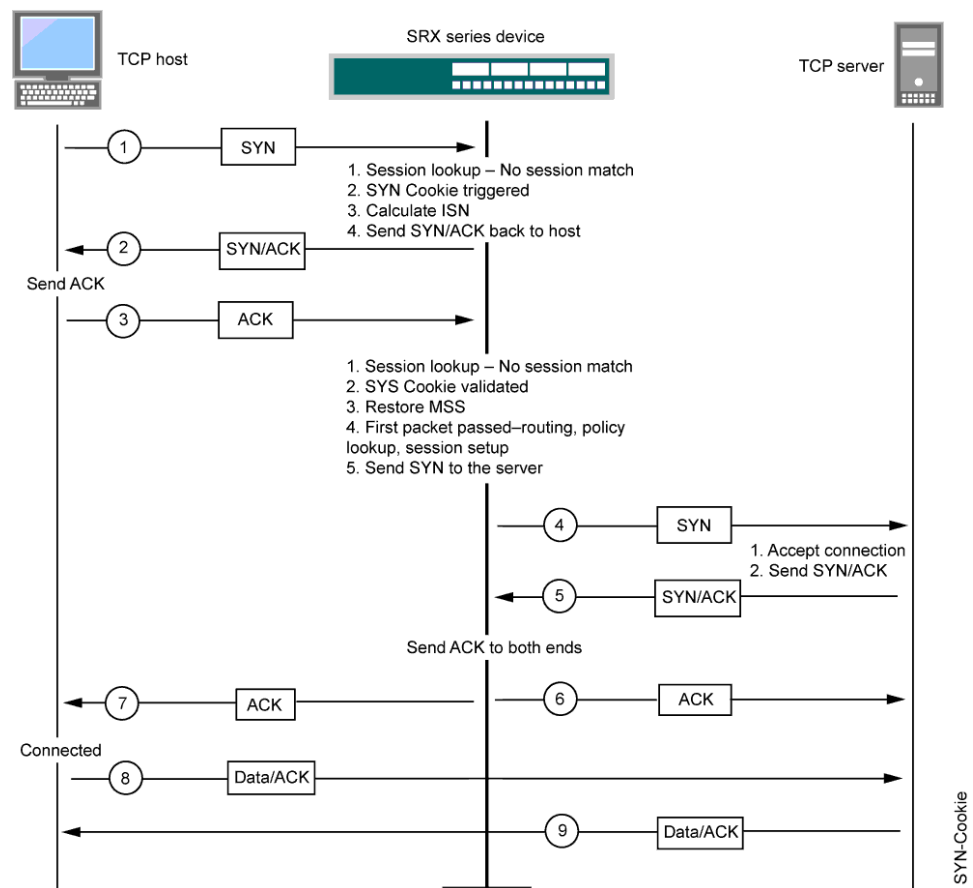 TCP host
SRX series device
TCP server
1
SYN
1. Session lookup – No session match
2. SYN Cookie triggered
3. Calculate ISN
4. Send SYN/ACK back to host
2
SYN/ACK
Send ACK
3
ACK
1. Session lookup – No session match
2. SYS Cookie validated
3. Restore MSS
4. First packet passed–routing, policy
lookup, session setup
5. Send SYN to the server
4
SYN
1. Accept connection
2. Send SYN/ACK
5
SYN/ACK
Send ACK to both ends
7
ACK
6
ACK
Connected
8
Data/ACK
9
Data/ACK
SYN-Cookie